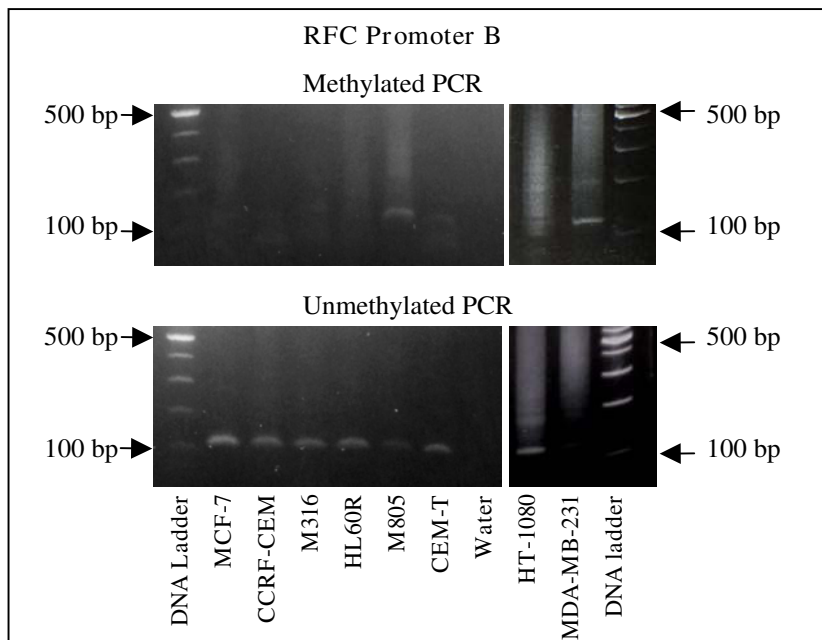 RFC Promoter B
Methylated PCR
500 bp
500 bp
100 bp
100 bp
Unmethylated PCR
500 bp
500 bp
100 bp
100 bp
DNA Ladder
MCF-7
CCRF-CEM
M316
HL60R
M805
CEM-T
Water
HT-1080
MDA-MB-231
DNA ladder